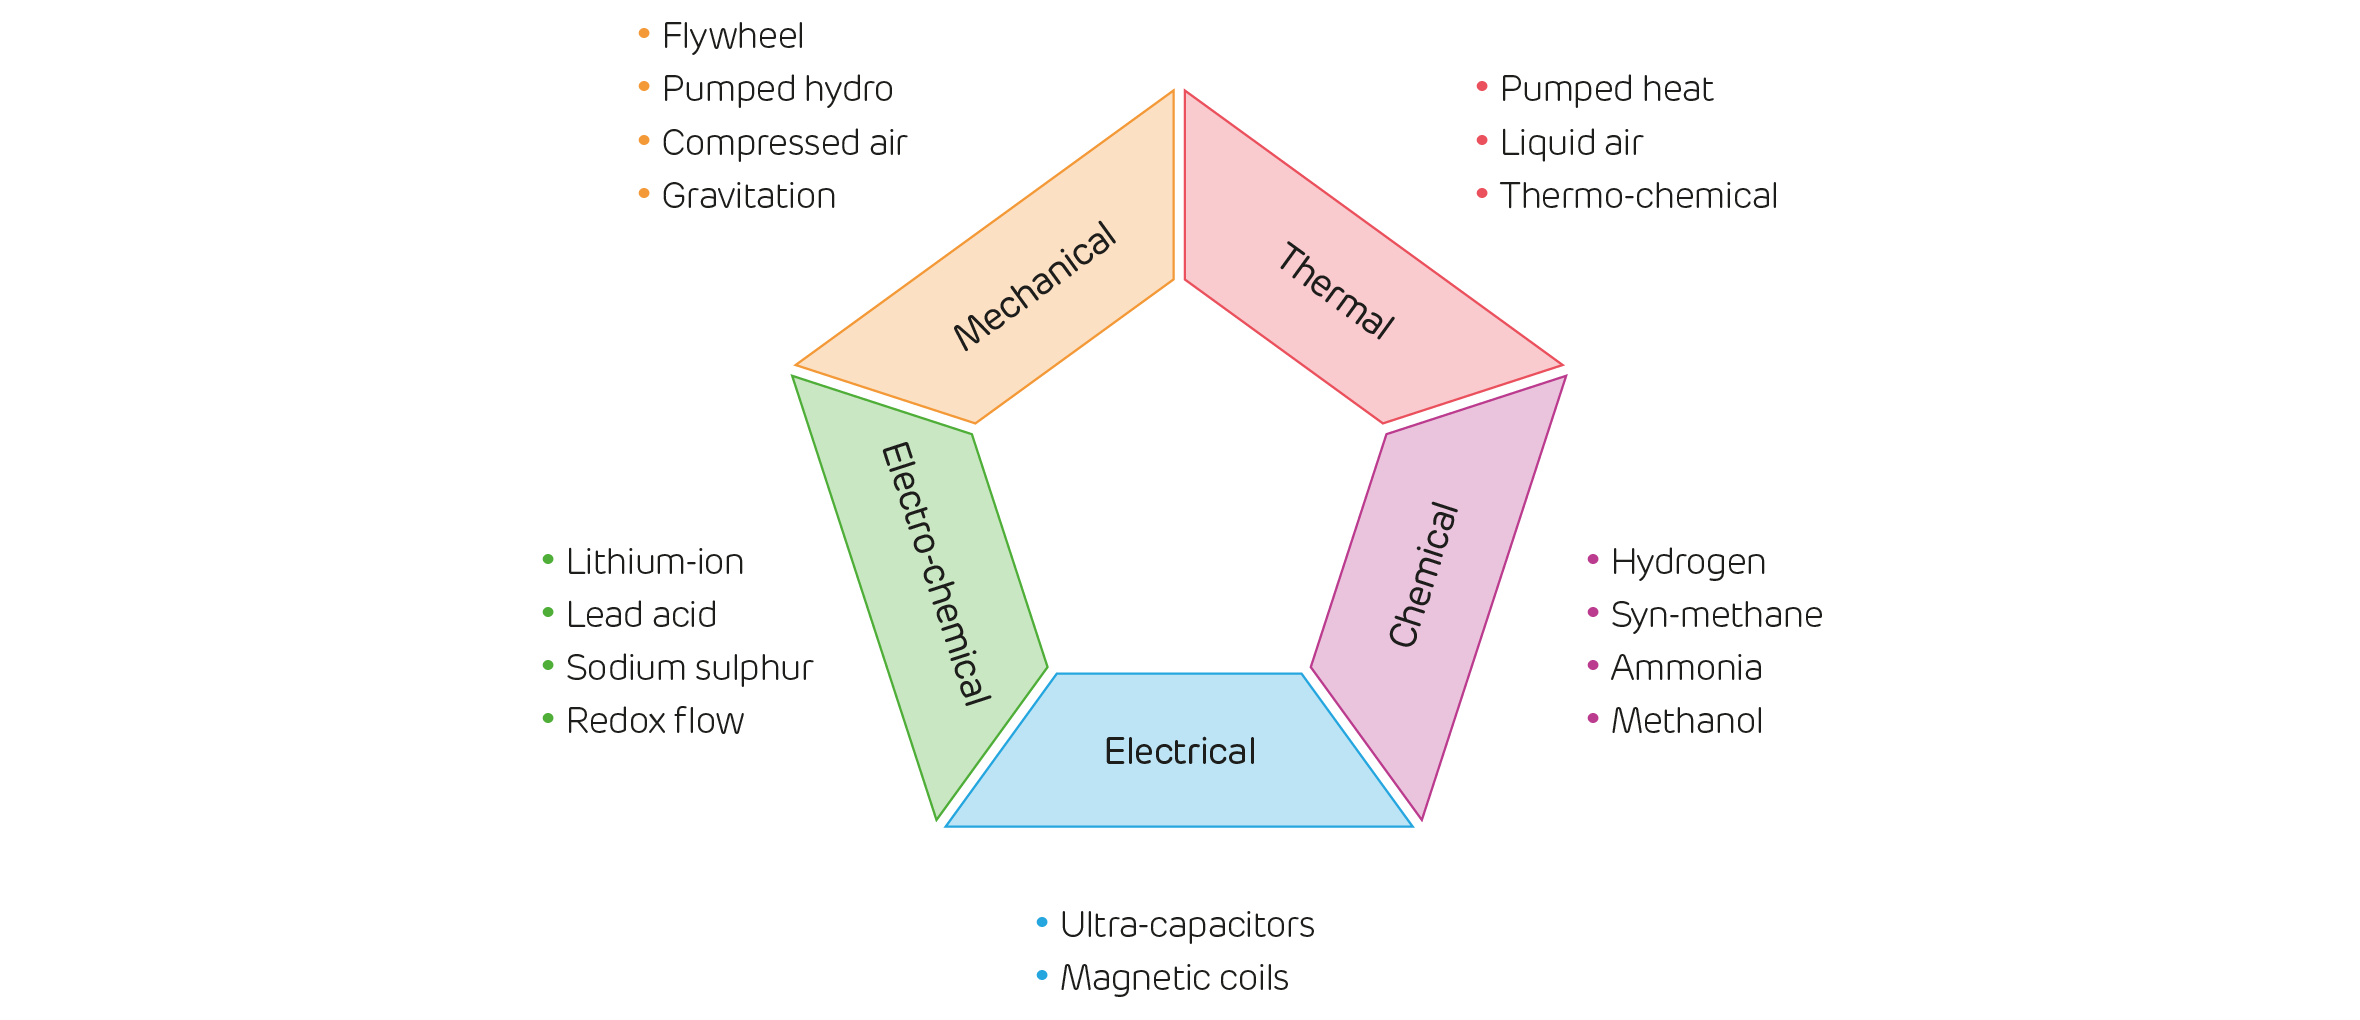 Flywheel
Pumped hydro
Compressed air
Gravitation
Pumped heat
Liquid air
Thermo-chemical
Mechanical
Thermal
Electro-chemical
Chemical
Electrical
Lithium-ion
Lead acid
Sodium sulphur
Redox flow
Hydrogen
Syn-methane
Ammonia
Methanol
Ultra-capacitors
Magnetic coils